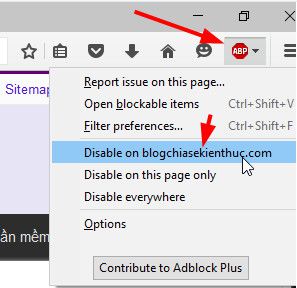 ABP
Sitemap
Report issue on this page...
Open blockable items Ctrl+Shift+V
Filter preferences... Ctrl+Shift+F
Disable on blogchiasekienthuc.com
Disable on this page only
Disable everywhere
ần mềm
Options
Contribute to Adblock Plus